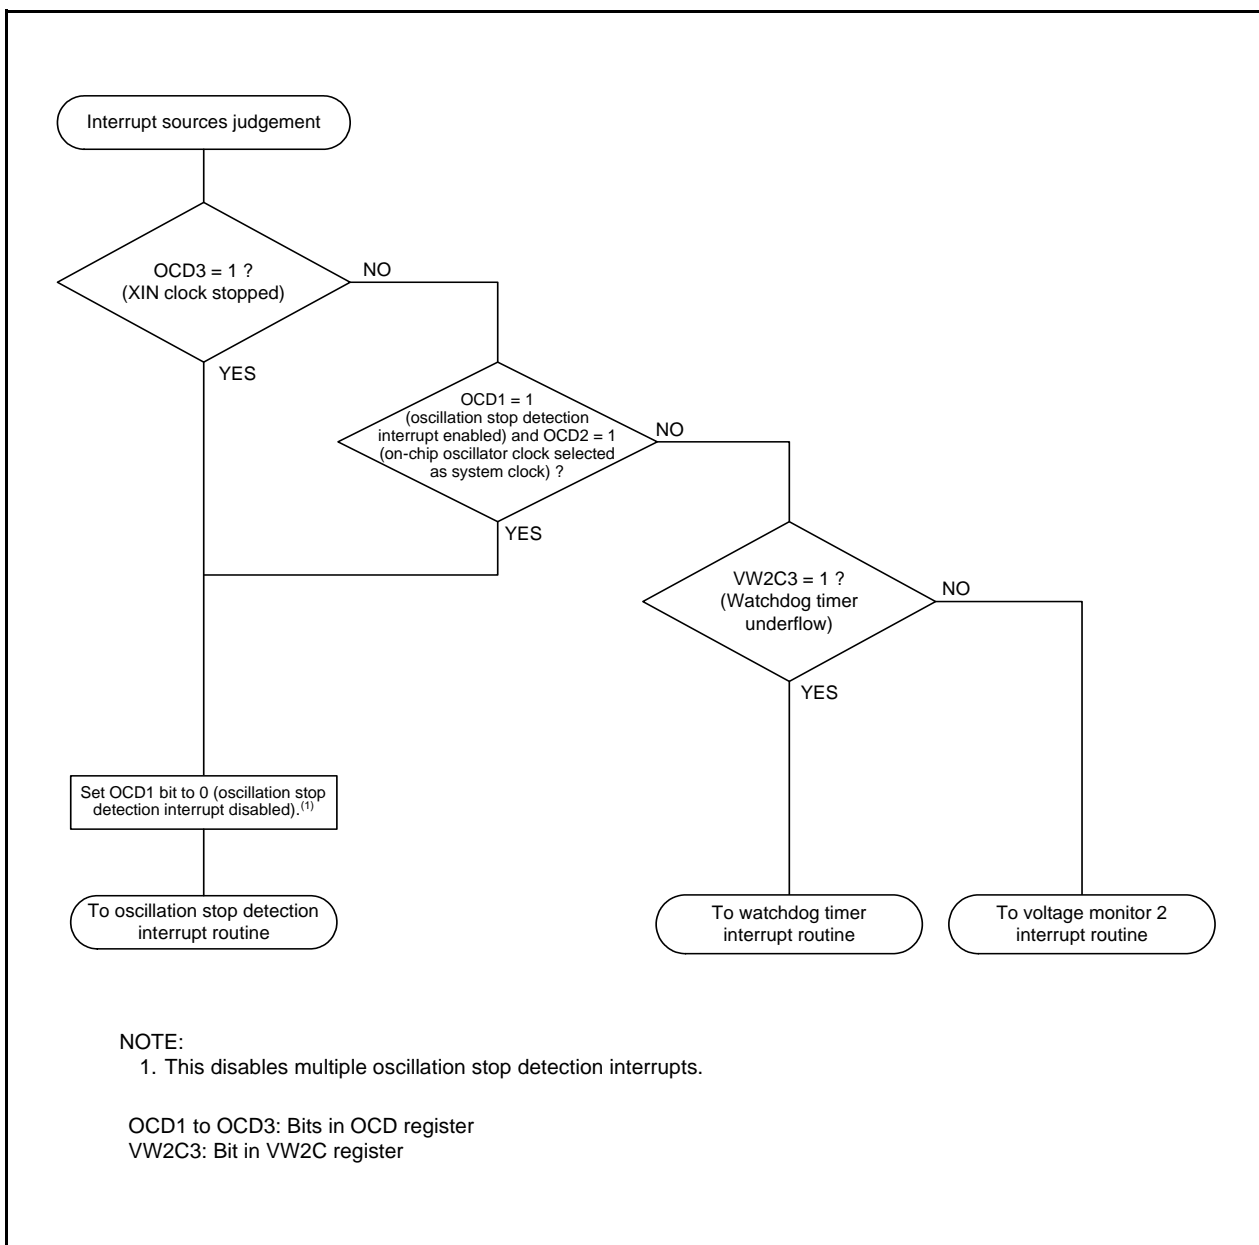 Interrupt sources judgement
OCD3 = 1 ?
(XIN clock stopped)
NO
YES
OCD1 = 1
(oscillation stop detection
interrupt enabled) and OCD2 = 1
(on-chip oscillator clock selected
as system clock) ?
NO
YES
VW2C3 = 1 ?
(Watchdog timer
underflow)
NO
YES
Set OCD1 bit to 0 (oscillation stop
detection interrupt disabled).(1)
To oscillation stop detection
interrupt routine
To watchdog timer
interrupt routine
To voltage monitor 2
interrupt routine
NOTE:
1. This disables multiple oscillation stop detection interrupts.
OCD1 to OCD3: Bits in OCD register
VW2C3: Bit in VW2C register